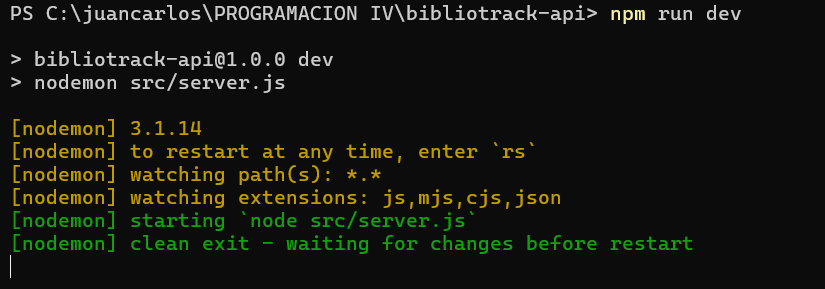 PS C:\juancarlos\PROGRAMACION IV\bibliotrack-api> npm run dev
> bibliotrack-api@1.0.0 dev
> nodemon src/server.js
[nodemon] 3.1.14
[nodemon] to restart at any time, enter `rs`
[nodemon] watching path(s): *.*
[nodemon] watching extensions: js,mjs,cjs,json
[nodemon] starting `node src/server.js`
[nodemon] clean exit - waiting for changes before restart